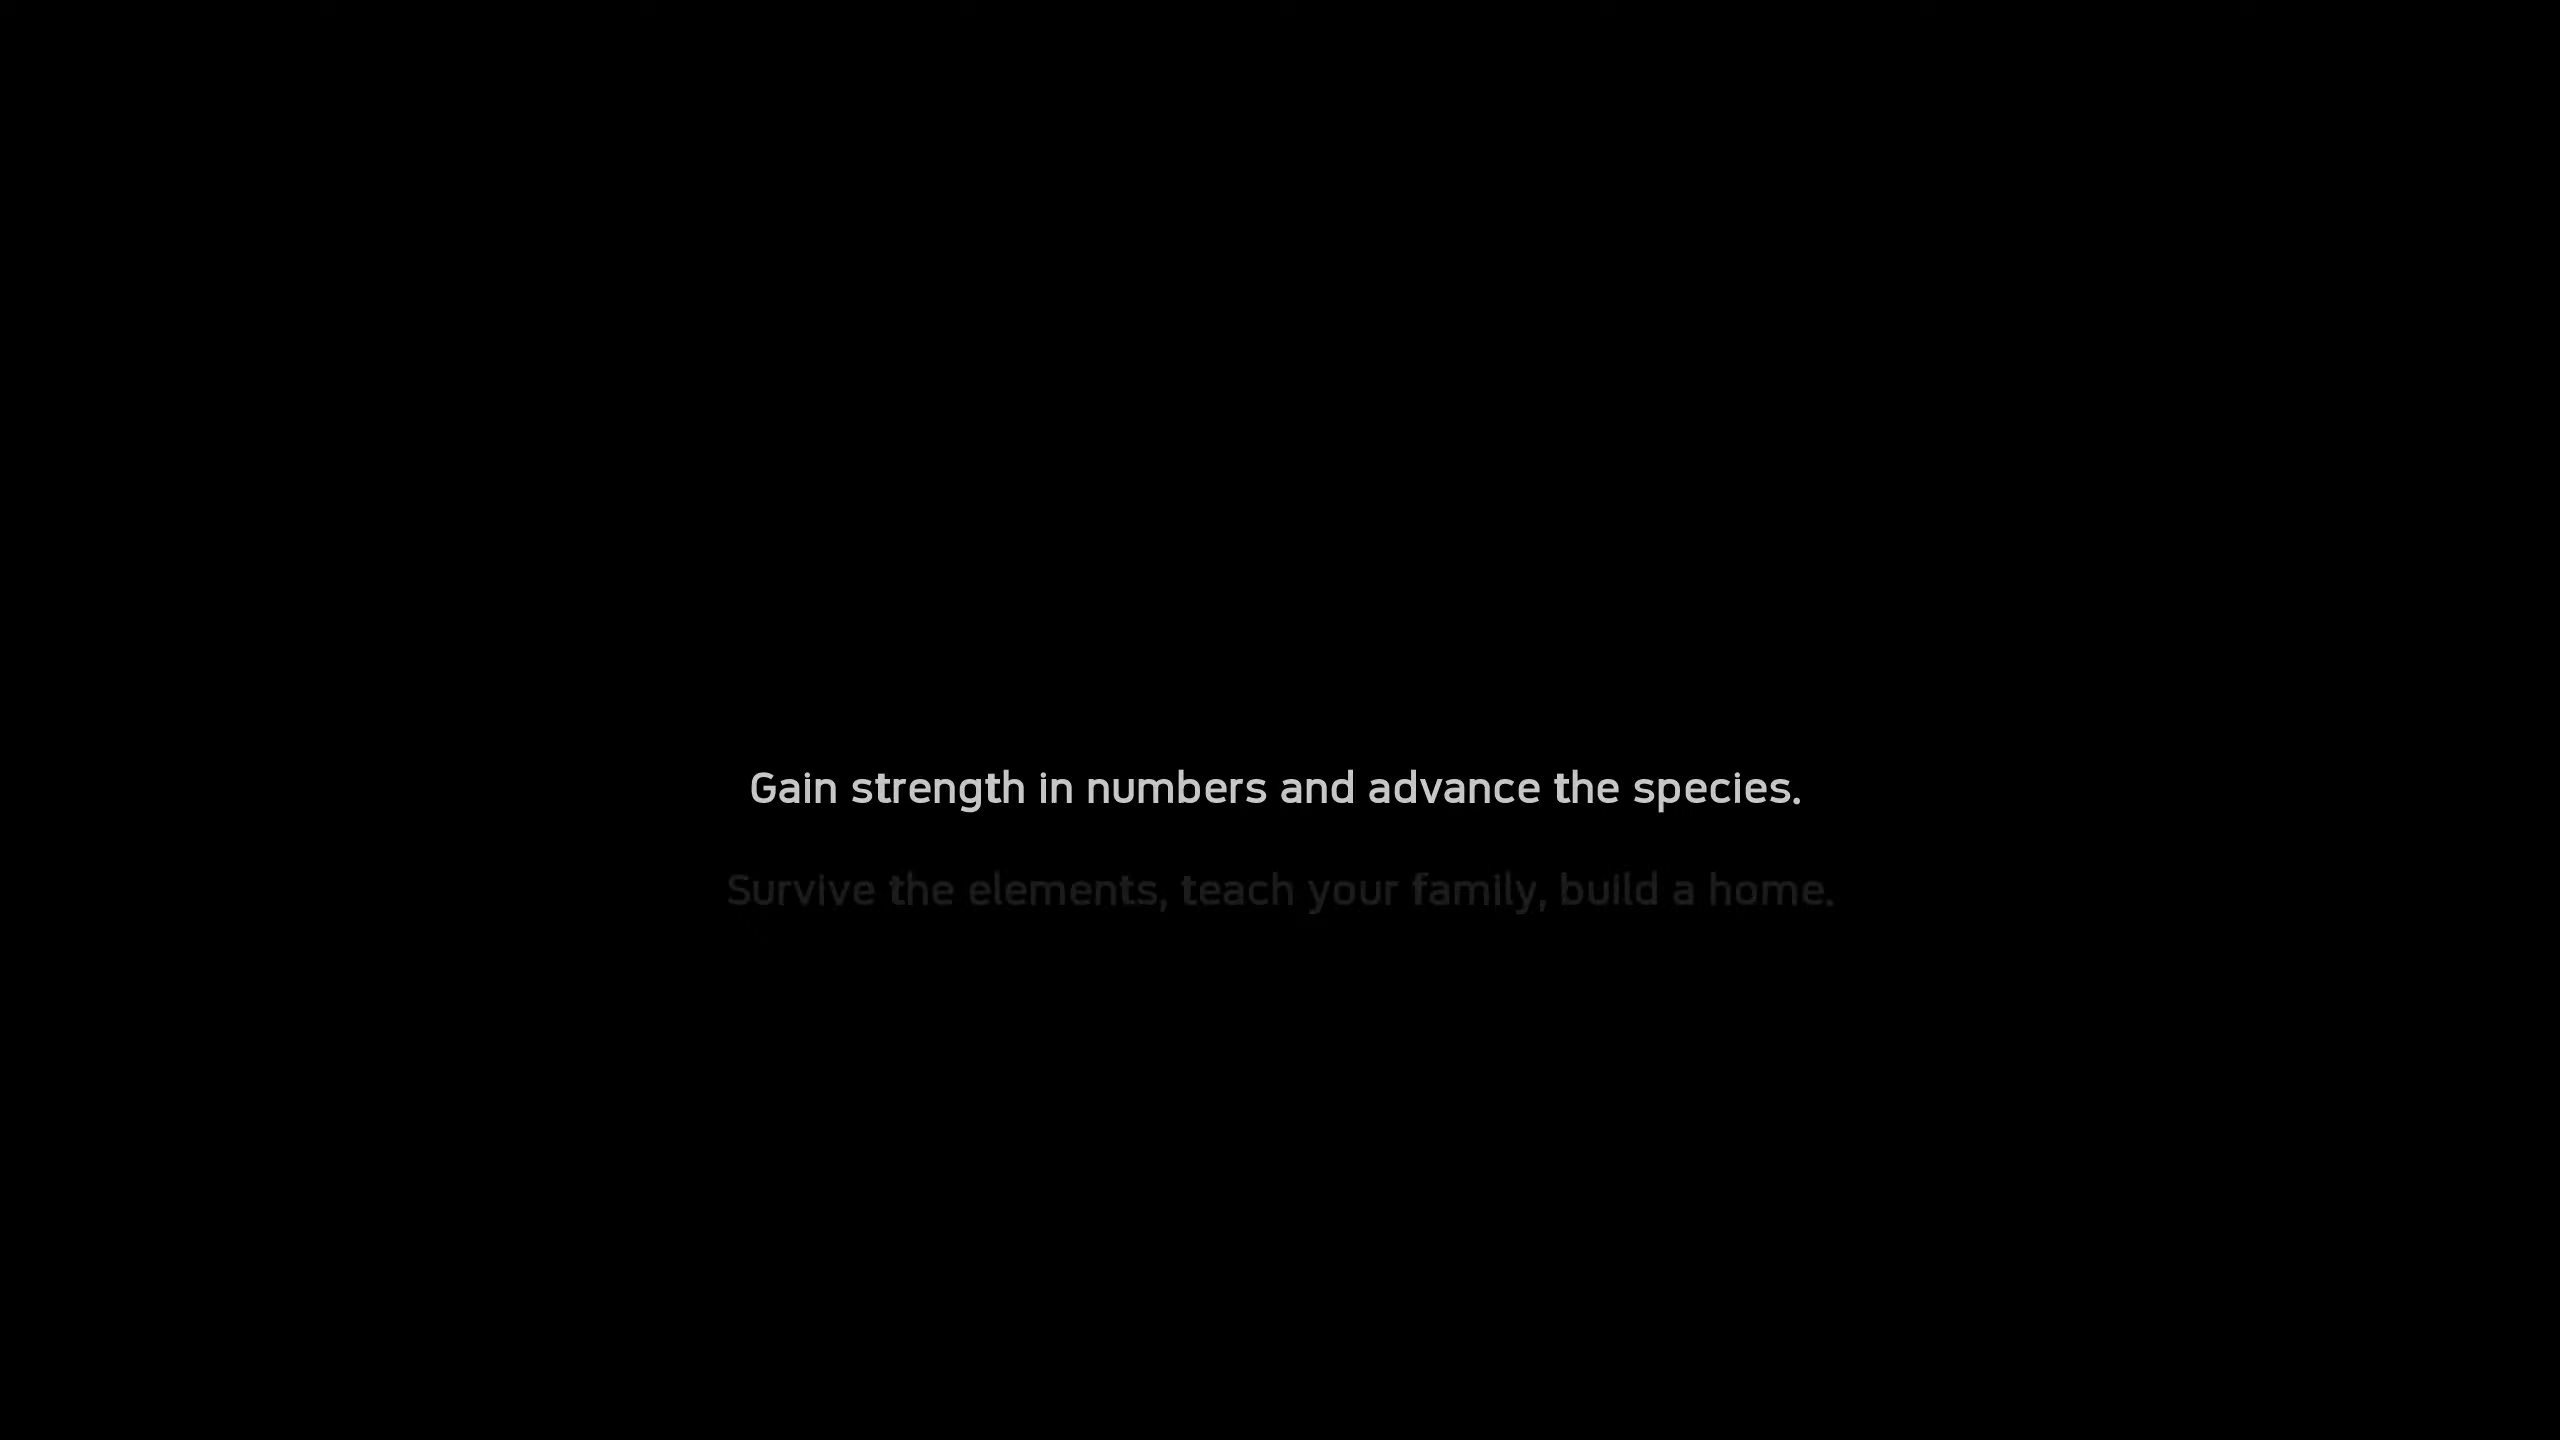 Gain strength in numbers and advance the species.
Survive the elements, teach your family, build a home.